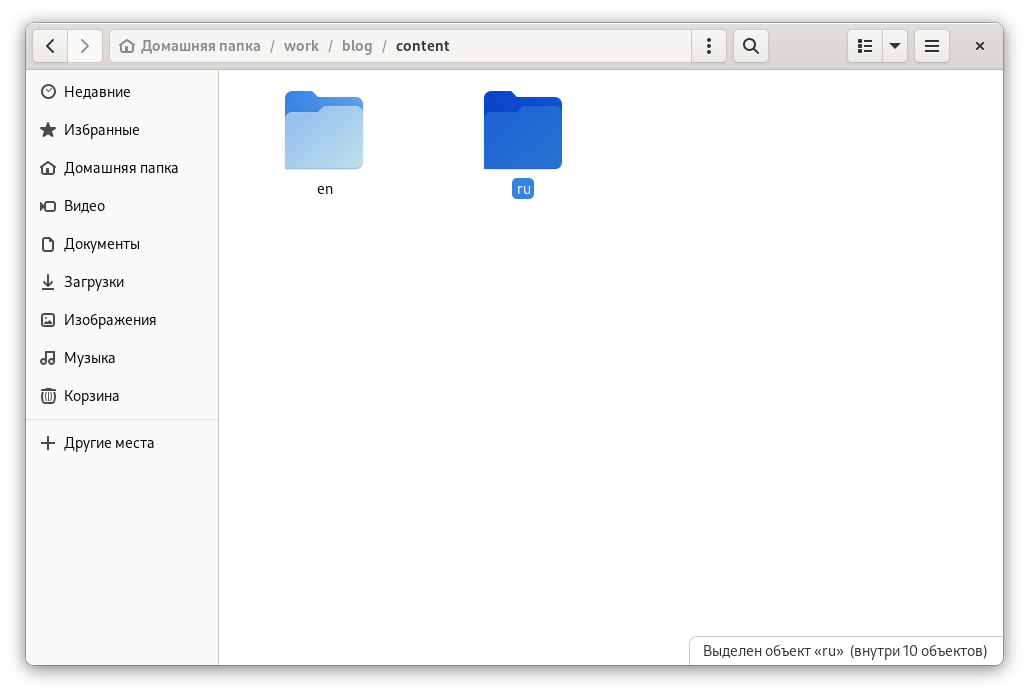 Домашняя папка / work / blog / content
Недавние
Избранные
Домашняя папка
Видео
Документы
Загрузки
Изображения
Музыка
Корзина
Другие места
en
ru
Выделен объект «ru» (внутри 10 объектов)